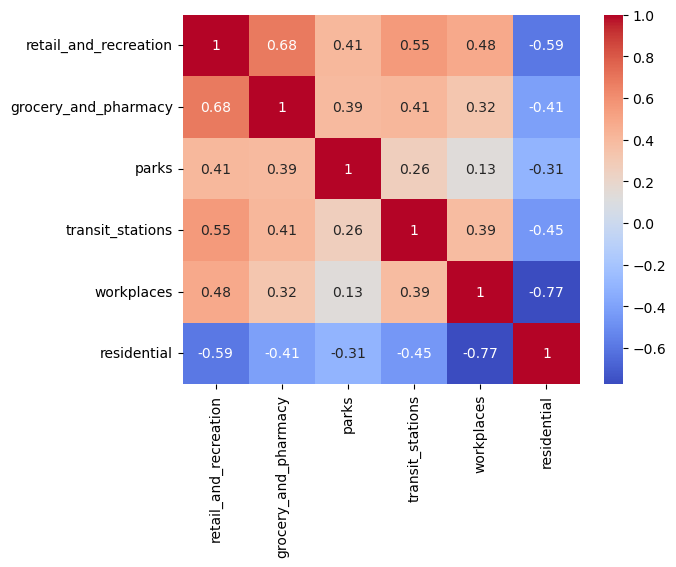 retail_and_recreation 1 0.68 0.41 0.55 0.48 -0.59
grocery_and_pharmacy 0.68 1 0.39 0.41 0.32 -0.41
parks 0.41 0.39 1 0.26 0.13 -0.31
transit_stations 0.55 0.41 0.26 1 0.39 -0.45
workplaces 0.48 0.32 0.13 0.39 1 -0.77
residential -0.59 -0.41 -0.31 -0.45 -0.77 1
retail_and_recreation
grocery_and_pharmacy
parks
transit_stations
workplaces
residential
1.0
0.8
0.6
0.4
0.2
0.0
-0.2
-0.4
-0.6